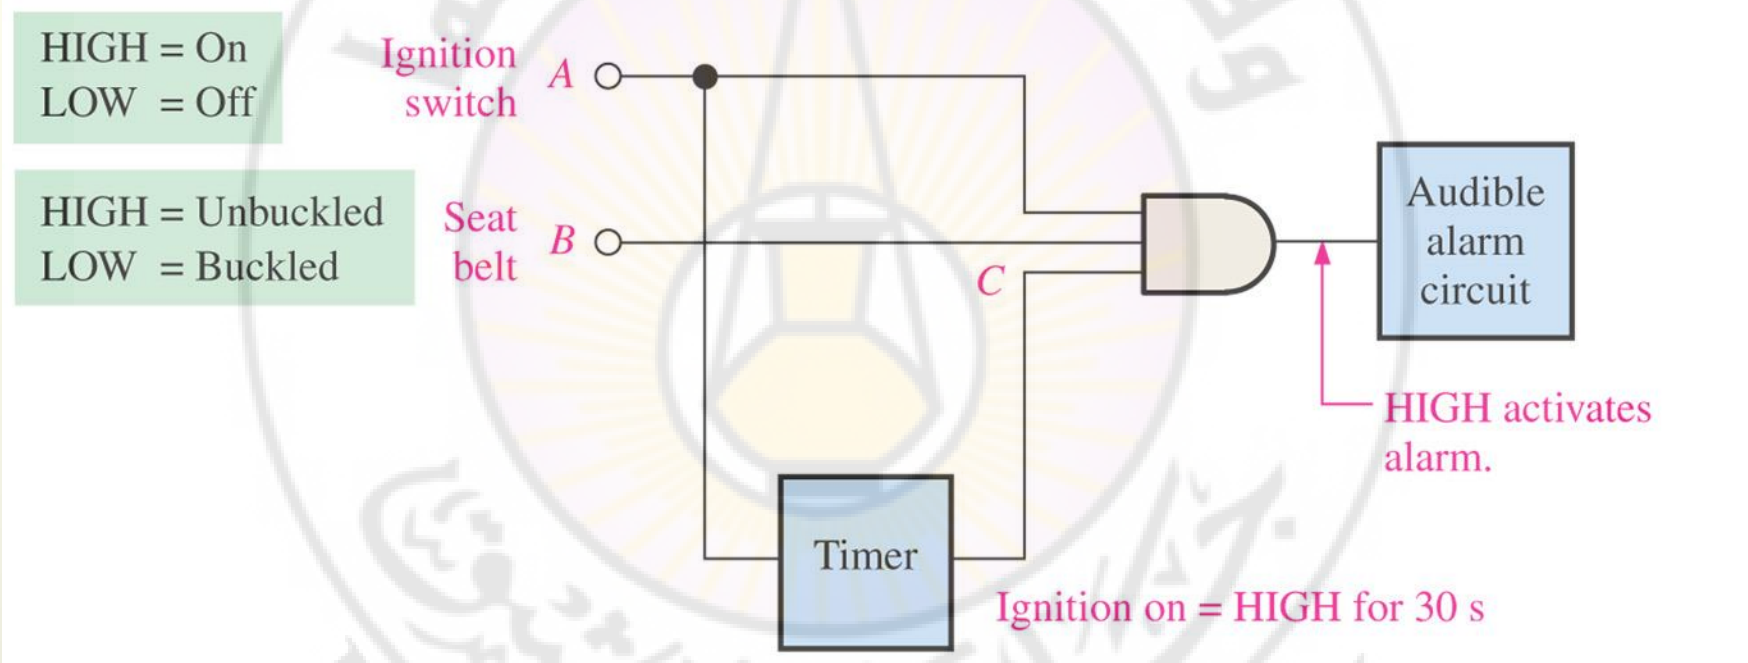 HIGH = On
LOW = Off
Ignition
switch
A
HIGH = Unbuckled
LOW = Buckled
Seat
belt
B
C
Audible
alarm
circuit
HIGH activates
alarm.
Timer
Ignition on = HIGH for 30 s